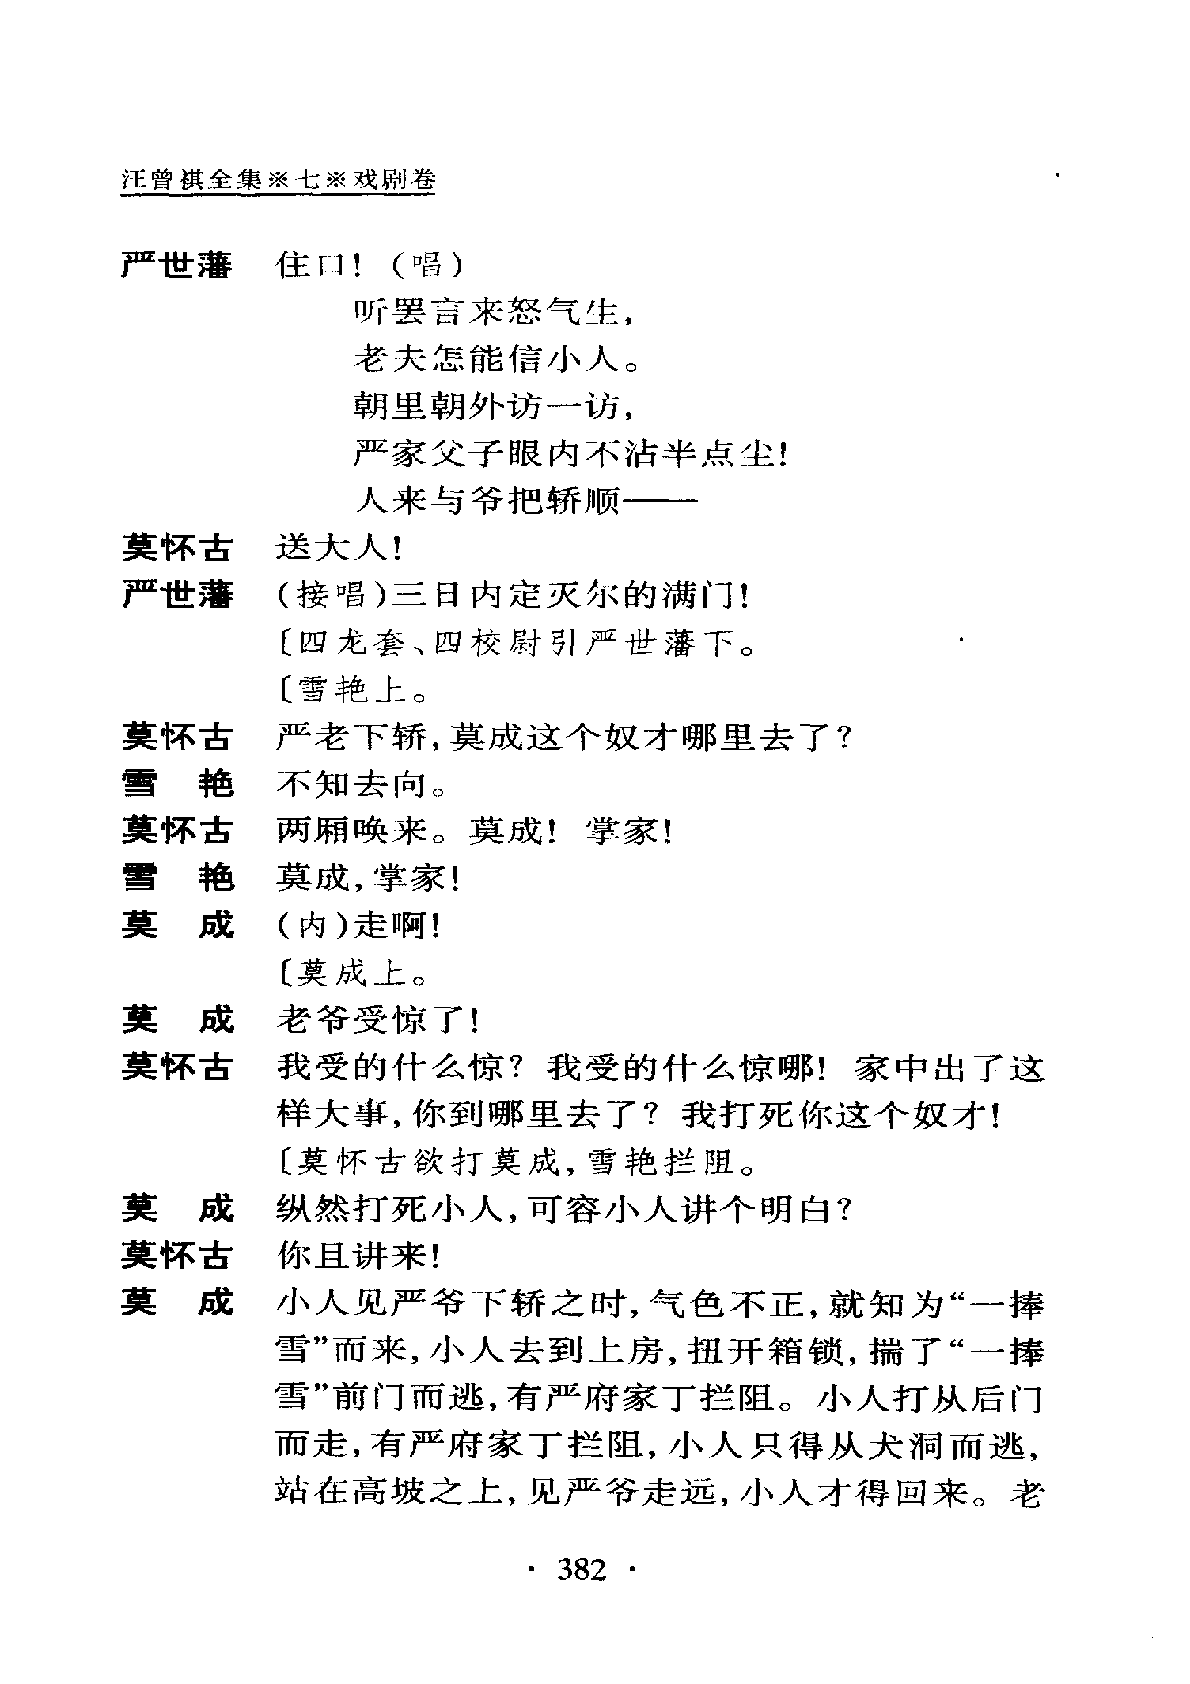 汪曾祺全集※七※戏剧卷
严世藩　住口！（唱）
听罢言来怒气生，
老夫怎能信小人。
朝里朝外访一访，
严家父子眼内不沾半点尘！
人来与爷把轿顺——
莫怀古　送大人！
严世藩　（接唱）三日内定灭尔的满门！
〔四龙套、四校尉引严世藩下。
〔雪艳上。
莫怀古　严老下轿，莫成这个奴才哪里去了？
雪　艳　不知去向。
莫怀古　两厢唤来。莫成！掌家！
雪　艳　莫成，掌家！
莫　成　（内）走啊！
〔莫成上。
莫　成　老爷受惊了！
莫怀古　我受的什么惊？我受的什么惊哪！家中出了这
样大事，你到哪里去了？我打死你这个奴才！
〔莫怀古欲打莫成，雪艳拦阻。
莫　成　纵然打死小人，可容小人讲个明白？
莫怀古　你且讲来！
莫　成　小人见严爷下轿之时，气色不正，就知为“一捧
雪”而来，小人去到上房，扭开箱锁，揣了“一捧
雪”前门而逃，有严府家丁拦阻。小人打从后门
而走，有严府家丁拦阻，小人只得从犬洞而逃，
站在高坡之上，见严爷走远，小人才得回来。老
· 382 ·